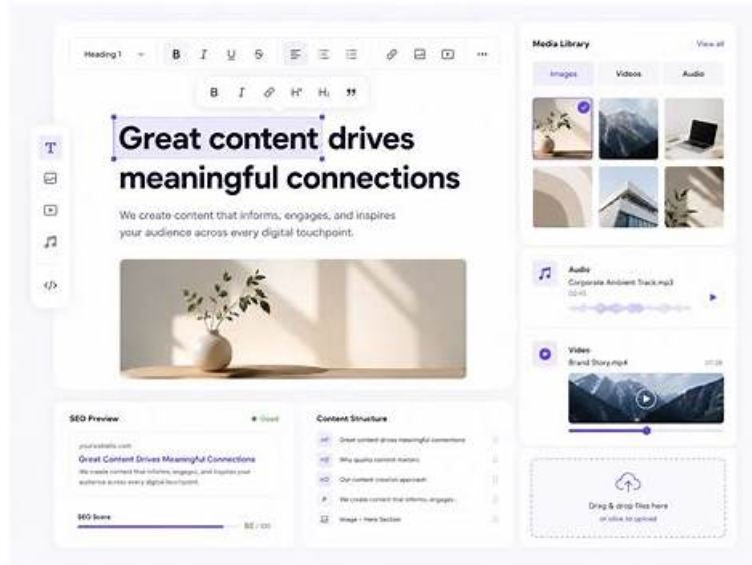 Heading 1
B I U S
B I H" H₁ "
T
Great content drives
meaningful connections
We create content that informs, engages, and inspires
your audience across every digital touchpoint.
</>
SEO Preview
Good
Great Content Drives Meaningful Connections
We create content that informs, engages, and inspires your
audience across every digital touchpoint.
SEO Score
/ 100
Content Structure
Great content drives meaningful connections
Why quality content matters
Our content creation approach
P
We create content that informs, engages
Image – Hero Section
Media Library
View all
Images Videos Audio
Audio
Corporate Ambient Track.mp3
02:45
Video
Brand Story.mp4
Drag & drop files here
or click to upload